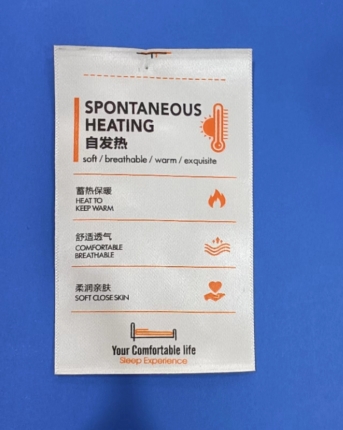 SPONTANEOUS
HEATING
自发热
soft / breathable / warm / exquisite
蓄热保暖
HEAT TO
KEEP WARM
舒适透气
COMFORTABLE
BREATHABLE
柔润亲肤
SOFT CLOSE SKIN
Your Comfortable life
Sleep Experience